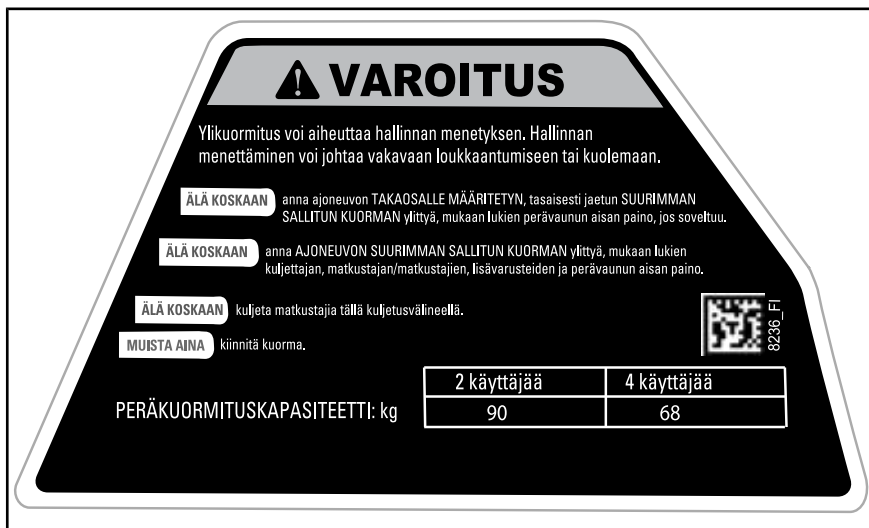 VAROITUS
Ylikuormitus voi aiheuttaa hallinnan menetyksen. Hallinnan
menettäminen voi johtaa vakavaan loukkaantumiseen tai kuolemaan.
ÄLÄ KOSKAAN anna ajoneuvon TAKAOSALLE MÄÄRITETYN, tasaisesti jaetun SUURIMMAN
SALLITUN KUORMAN ylittyä, mukaan lukien perävaunun aisan paino, jos soveltuu.
ÄLÄ KOSKAAN anna AJONEUVON SUURIMMAN SALLITUN KUORMAN ylittyä, mukaan lukien
kuljettajan, matkustajan/matkustajien, lisävarusteiden ja perävaunun aisan paino.
ÄLÄ KOSKAAN kuljeta matkustajia tällä kuljetusvälineellä.
MUISTA AINA kiinnitä kuorma.
8236_FI
2 käyttäjää 4 käyttäjää
PERÄKUORMITUSKAPASITEETTI: kg 90 68